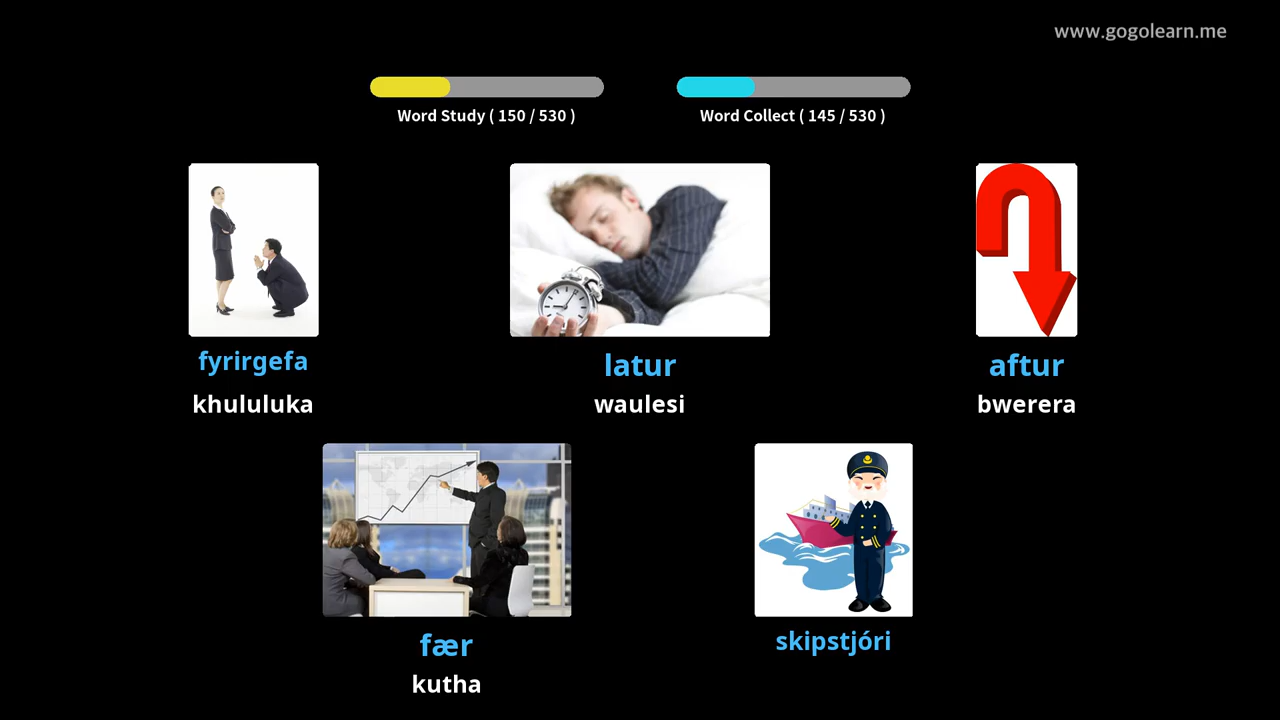 www.gogolearn.me
Word Study ( 150 / 530 )
Word Collect ( 145 / 530 )
fyrirgefa
khululuka
latur
waulesi
aftur
bwerera
fær
kutha
skipstjóri